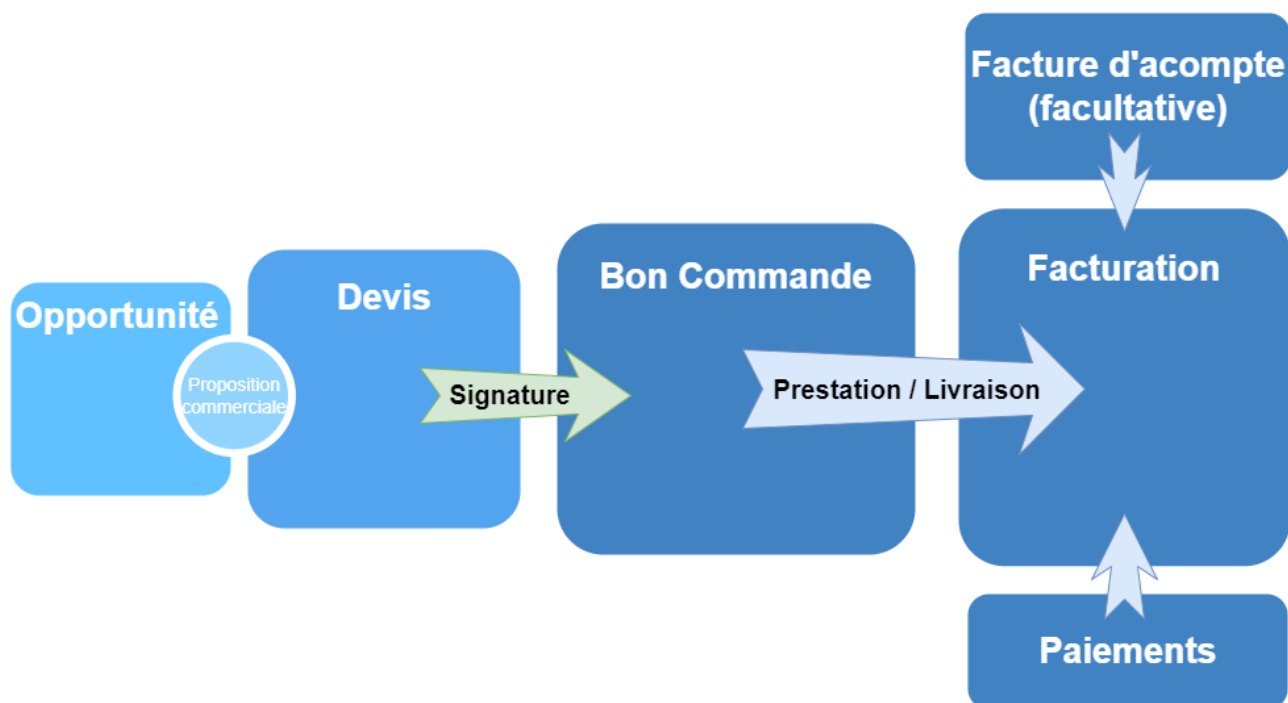 Facture d'acompte
(facultative)
Opportunité
Devis
Bon Commande
Facturation
Proposition
commerciale
Signature
Prestation / Livraison
Paiements